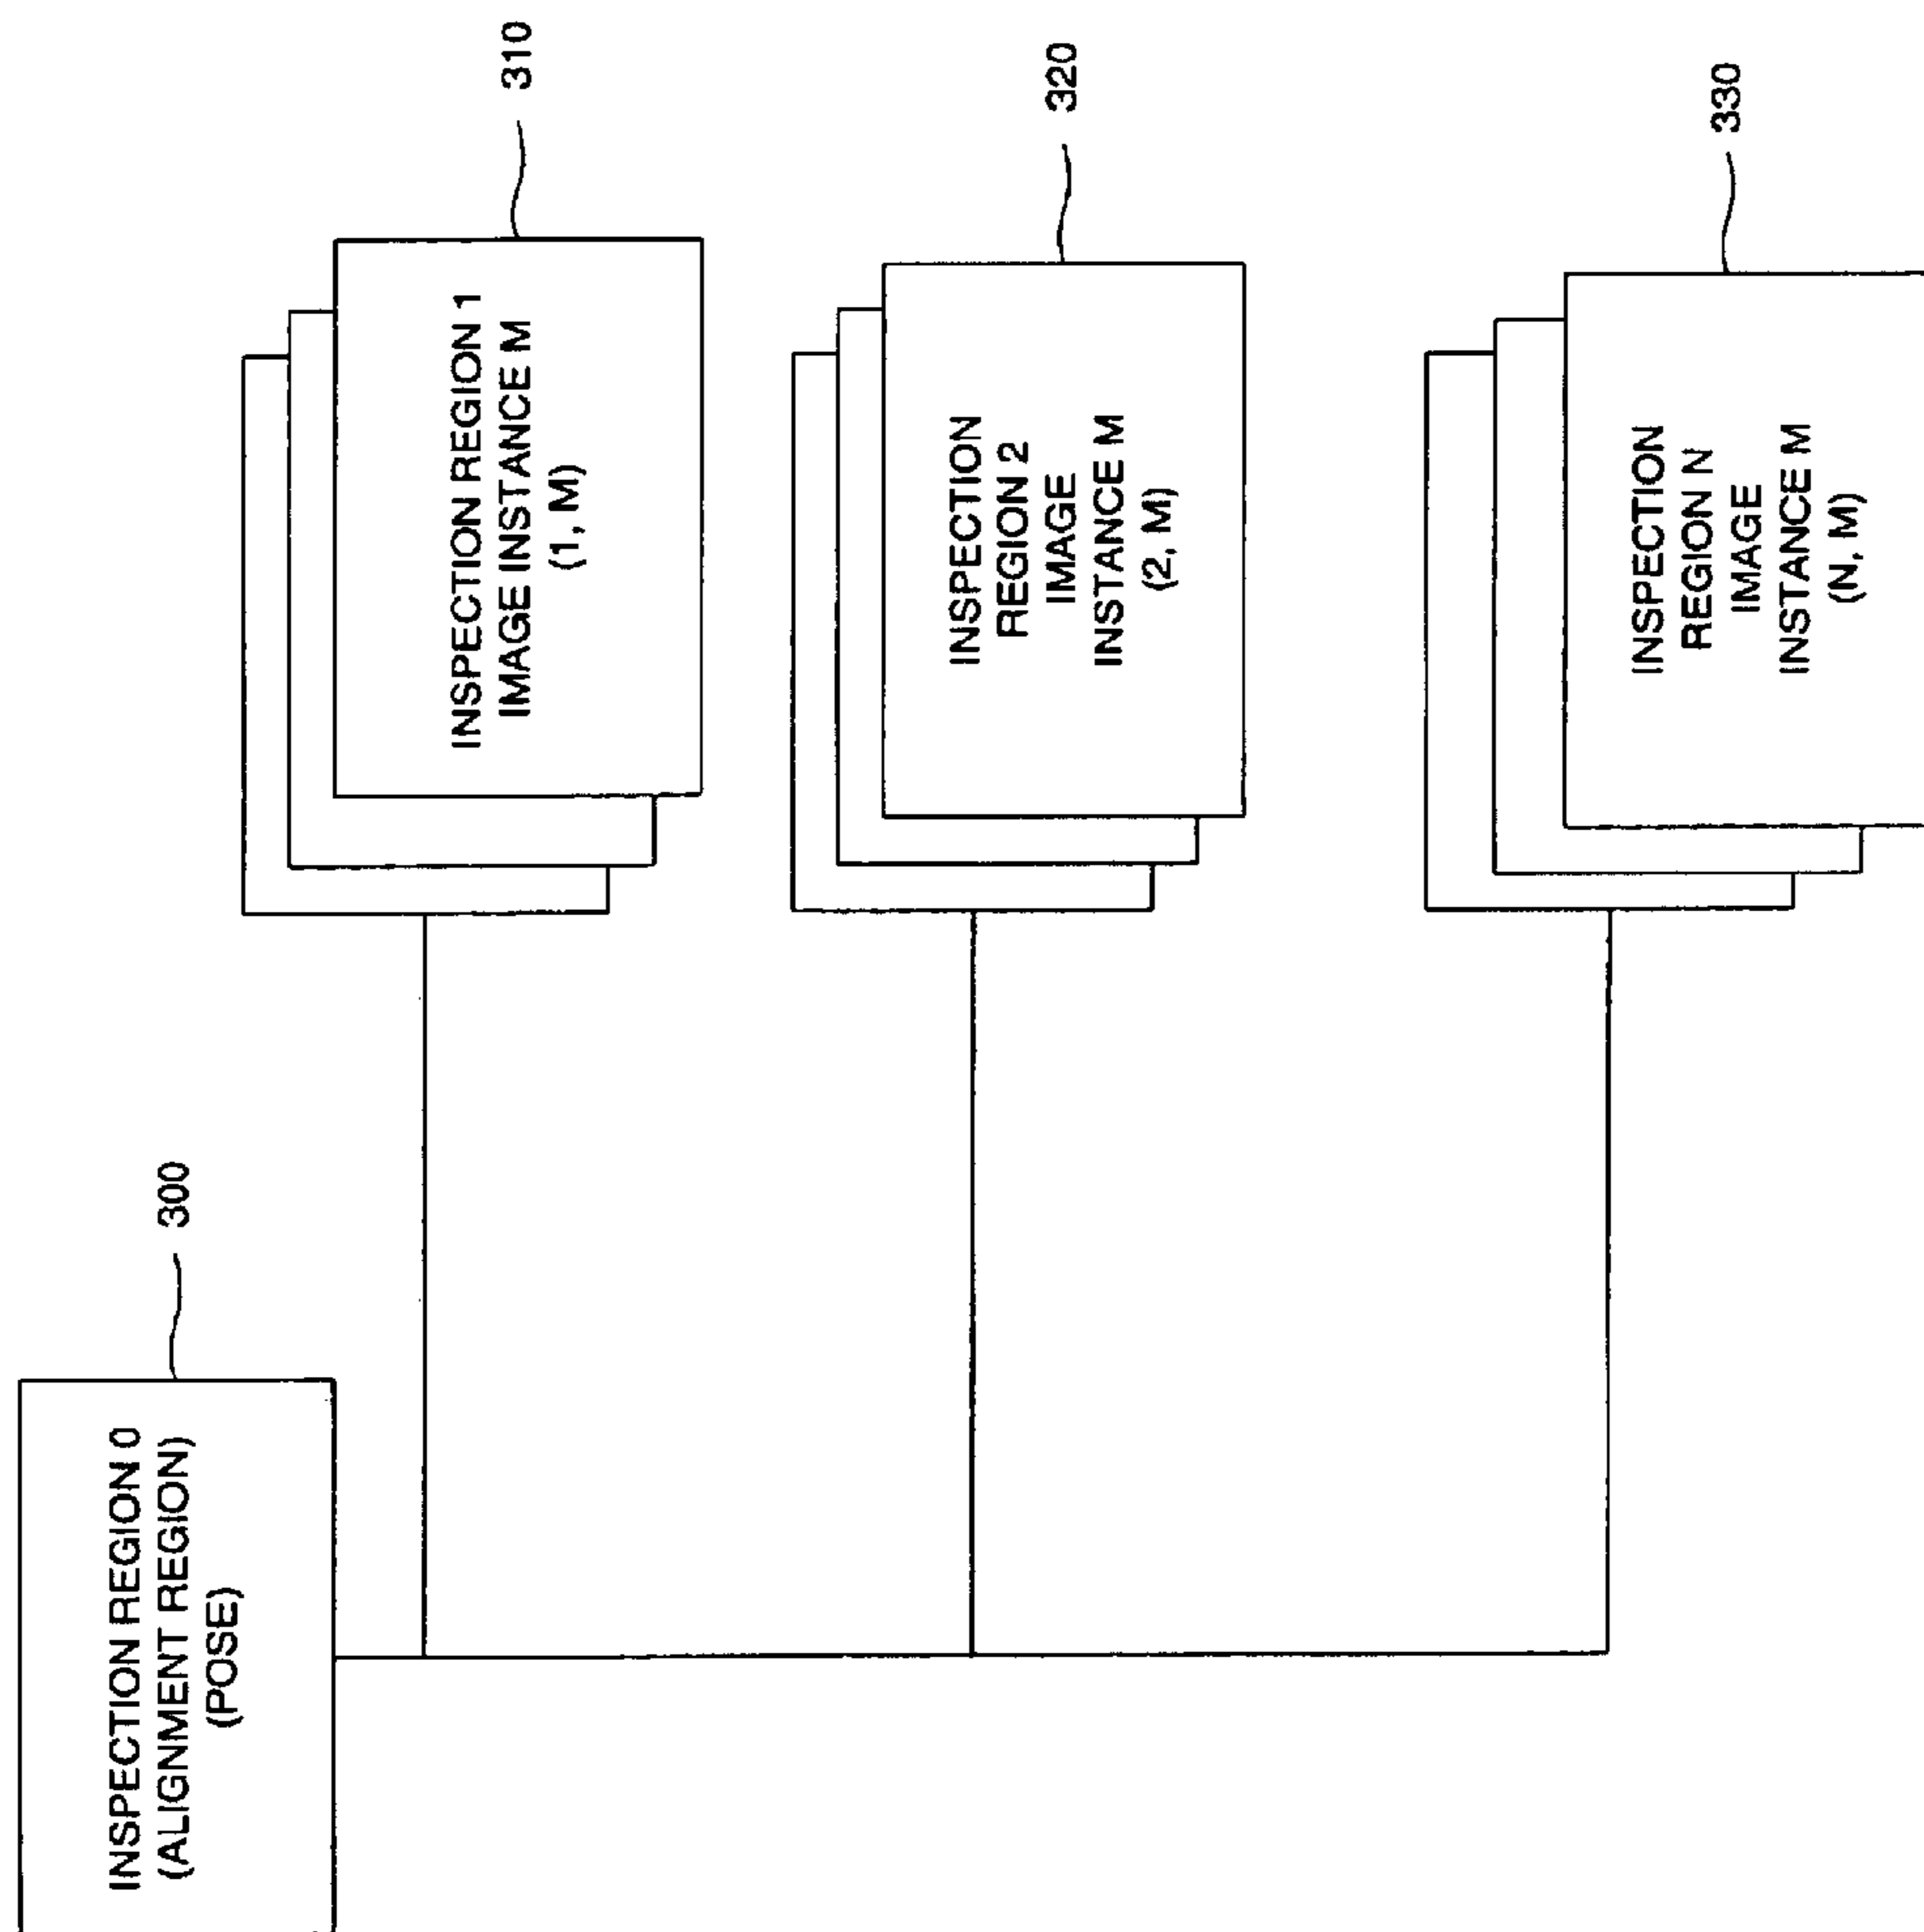 INSPECTION REGION 0
(ALIGNMENT REGION)
(POSE)
300
INSPECTION REGION 1
IMAGE INSTANCE M
(1, M)
310
INSPECTION
REGION 2
IMAGE
INSTANCE M
(2, M)
320
INSPECTION
REGION N
IMAGE
INSTANCE M
(N, M)
330